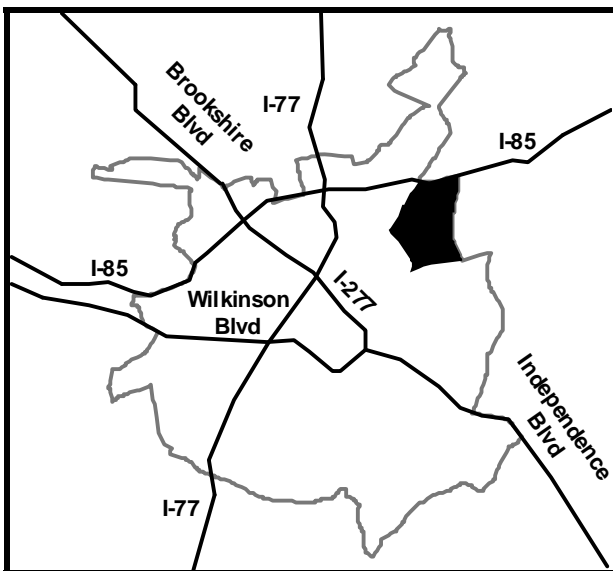 Brookshire
Blvd
I-77
I-85
I-85
Wilkinson
Blvd
I-277
Independence
Blvd
I-77